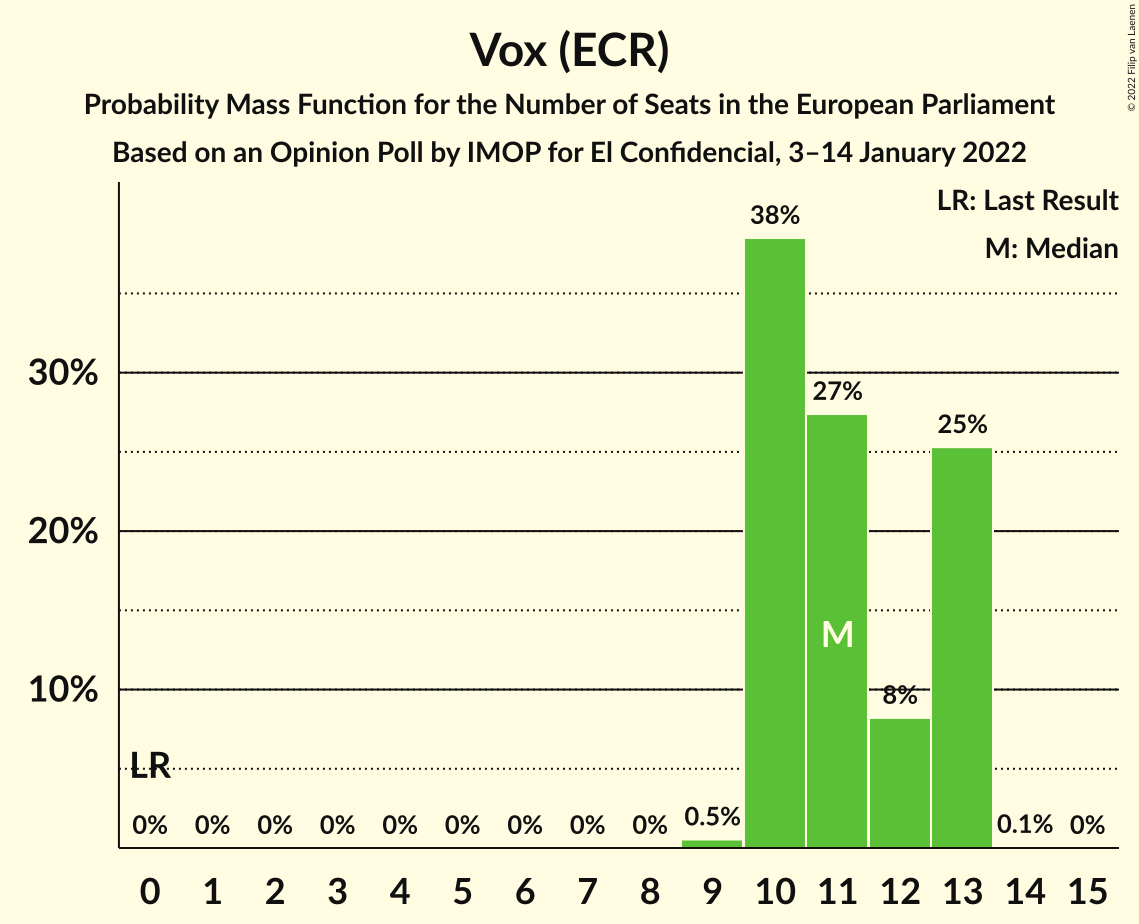 Vox (ECR)
Probability Mass Function for the Number of Seats in the European Parliament
Based on an Opinion Poll by IMOP for El Confidencial, 3–14 January 2022
© 2022 Filip van Laenen
LR: Last Result
M: Median
38%
30%
27%
25%
20%
M
10%
8%
LR
0% 0% 0% 0% 0% 0% 0% 0% 0% 0.5% 0.1% 0%
0 1 2 3 4 5 6 7 8 9 10 11 12 13 14 15